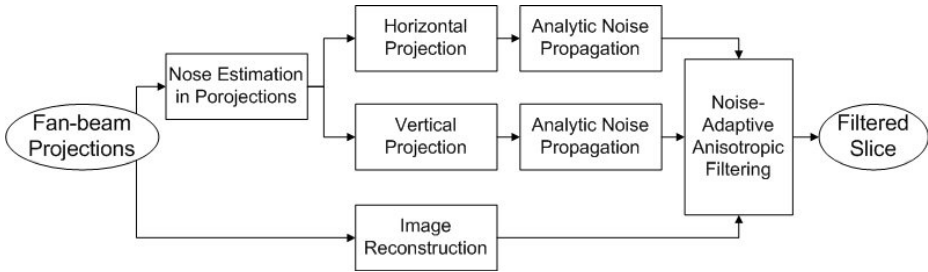 Fan-beam
Projections
Nose Estimation
in Porojections
Horizontal
Projection
Analytic Noise
Propagation
Vertical
Projection
Analytic Noise
Propagation
Image
Reconstruction
Noise-
Adaptive
Anisotropic
Filtering
Filtered
Slice